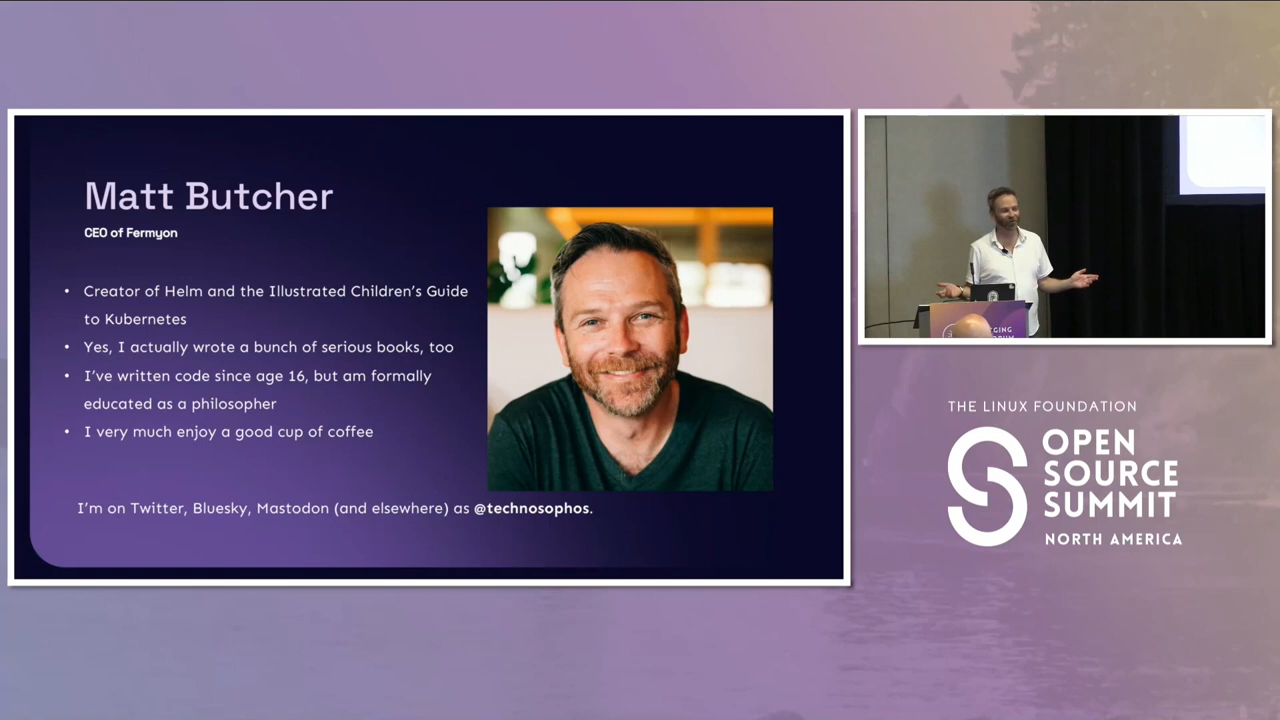 Matt Butcher
CEO of Fermyon
• Creator of Helm and the Illustrated Children's Guide
to Kubernetes
• Yes, I actually wrote a bunch of serious books, too
• I've written code since age 16, but am formally
educated as a philosopher
• I very much enjoy a good cup of coffee
I'm on Twitter, Bluesky, Mastodon (and elsewhere) as @technosophos.
THE LINUX FOUNDATION
OPEN
SOURCE
SUMMIT
NORTH AMERICA